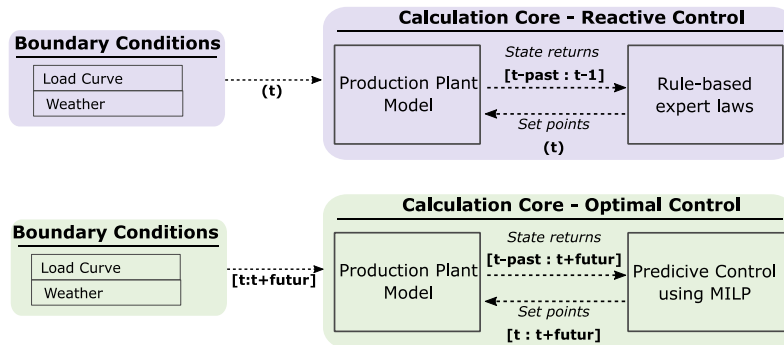 Calculation Core - Reactive Control
Boundary Conditions
Load Curve
Weather
(t)
Production Plant
Model
State returns
[t-past : t-1]
Set points
(t)
Rule-based
expert laws
Calculation Core - Optimal Control
Boundary Conditions
Load Curve
Weather
[t:t+futur]
Production Plant
Model
State returns
[t-past : t+futur]
Set points
[t : t+futur]
Predicive Control
using MILP